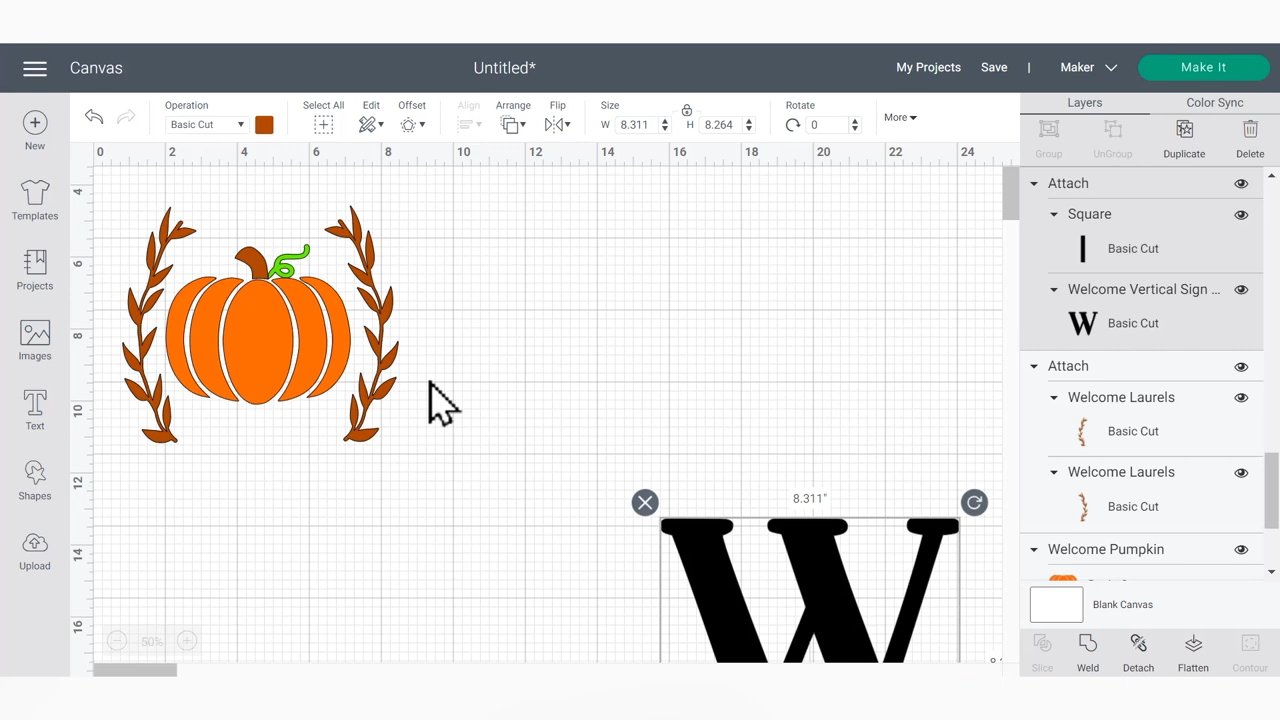 Canvas
Untitled*
My Projects
Save
|
Maker
Make It
Operation
Basic Cut
Select All
Edit
Offset
Align
Arrange
Flip
Size
W 8.311
H 8.264
Rotate
0
More
Layers
Color Sync
Group
UnGroup
Duplicate
Delete
New
Templates
Projects
Images
Text
Shapes
Upload
0 2 4 6 8 10 12 14 16 18 20 22 24
4
6
8
10
12
14
16
8.311"
W
50%
Attach
Square
Basic Cut
Welcome Vertical Sign ...
W Basic Cut
Attach
Welcome Laurels
Basic Cut
Welcome Laurels
Basic Cut
Welcome Pumpkin
Blank Canvas
Slice
Weld
Detach
Flatten
Contour